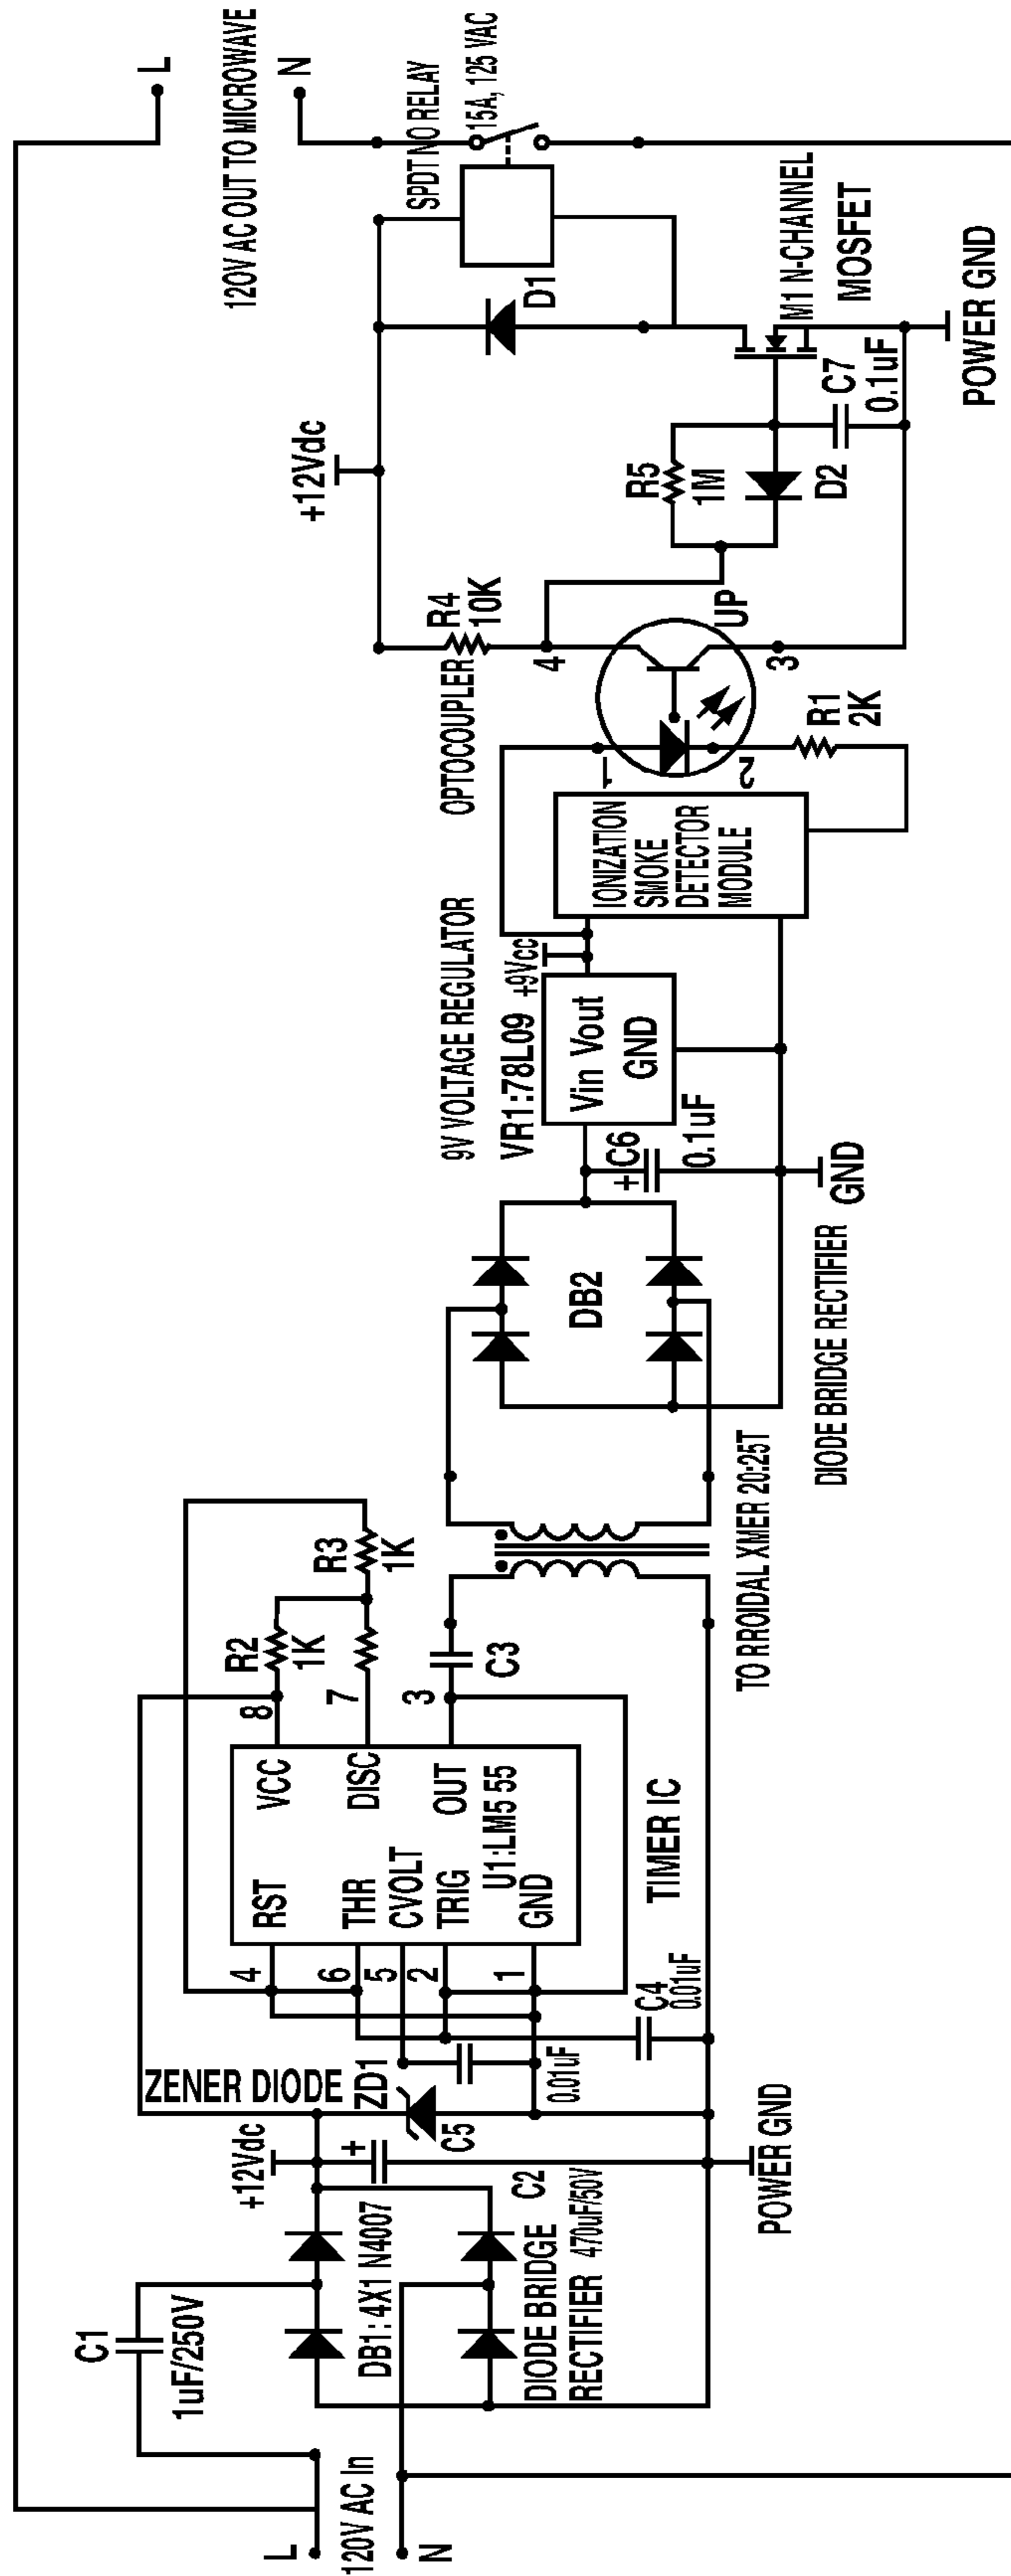 L
120V AC In
N
C1
1uF/250V
DB1: 4X1 N4007
DIODE BRIDGE
RECTIFIER
C2
470uF/50V
+12Vdc
+
POWER GND
ZENER DIODE
ZD1
C5
0.01uF
C4
0.01uF
4
6
5
2
1
RST
THR
CVOLT
TRIG
GND
VCC
DISC
OUT
U1:LM5 55
TIMER IC
8
7
3
R2
1K
R3
1K
C3
TO RROIDAL XMER 20:25T
DB2
DIODE BRIDGE RECTIFIER
+
C6
0.1uF
GND
9V VOLTAGE REGULATOR
VR1:78L09
+9Vcc
Vin Vout
GND
IONIZATION
SMOKE
DETECTOR
MODULE
OPTOCOUPLER
1
2
4
3
UP
R1
2K
R4
10K
+12Vdc
R5
1M
D2
C7
0.1uF
D1
M1 N-CHANNEL
MOSFET
POWER GND
SPDT NO RELAY
15A, 125 VAC
120V AC OUT TO MICROWAVE
L
N